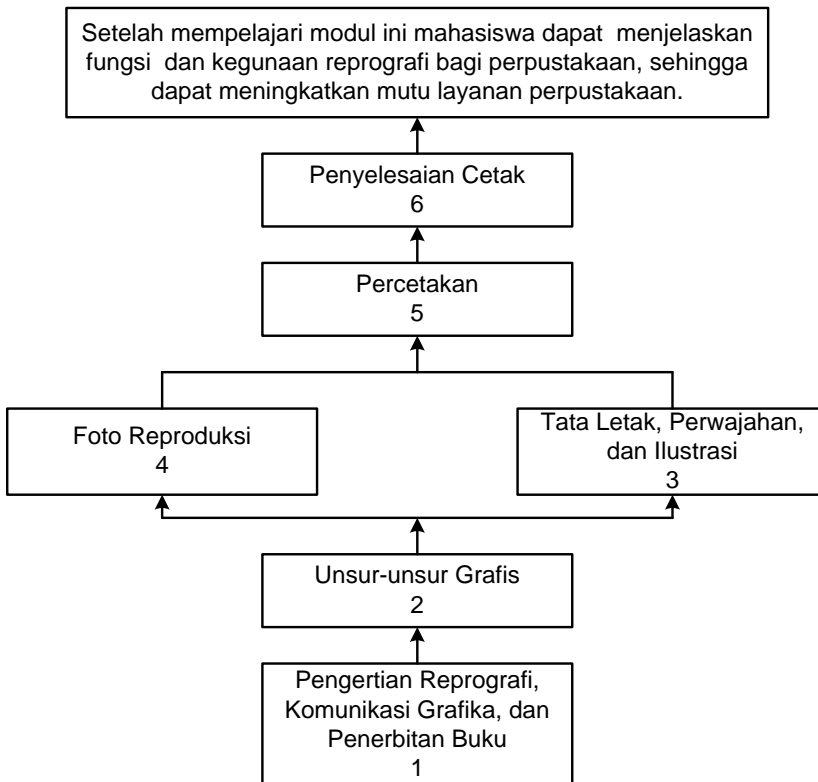 Setelah mempelajari modul ini mahasiswa dapat menjelaskan
fungsi dan kegunaan reprografi bagi perpustakaan, sehingga
dapat meningkatkan mutu layanan perpustakaan.
Penyelesaian Cetak
6
Percetakan
5
Foto Reproduksi
4
Tata Letak, Perwajahan,
dan Ilustrasi
3
Unsur-unsur Grafis
2
Pengertian Reprografi,
Komunikasi Grafika, dan
Penerbitan Buku
1